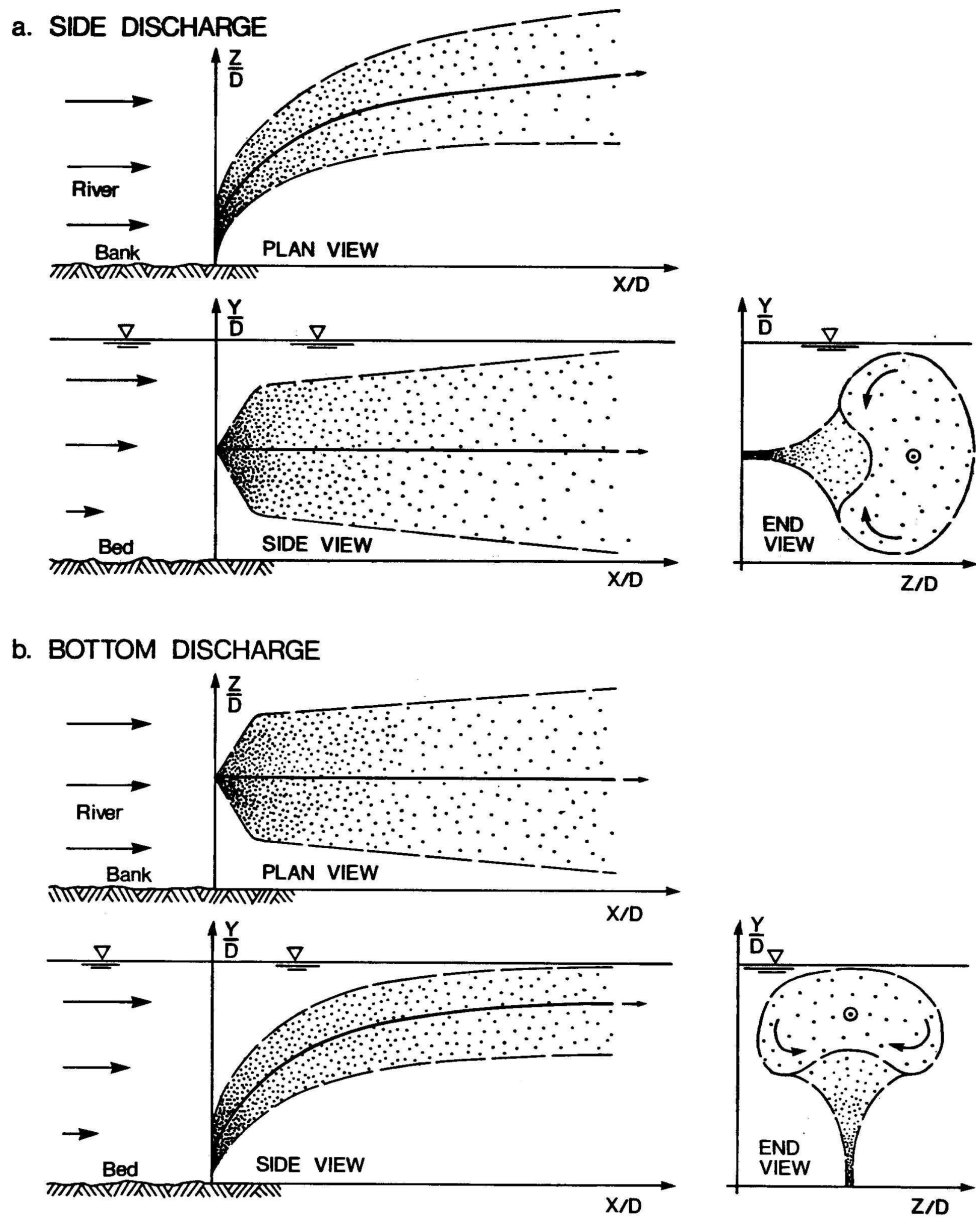 a. SIDE DISCHARGE
Z
D
River
Bank
PLAN VIEW
X/D
Y
D
Bed
SIDE VIEW
X/D
Y
D
END
VIEW
Z/D
b. BOTTOM DISCHARGE
Z
D
River
Bank
PLAN VIEW
X/D
Y
D
Bed
SIDE VIEW
X/D
Y
D
END
VIEW
Z/D